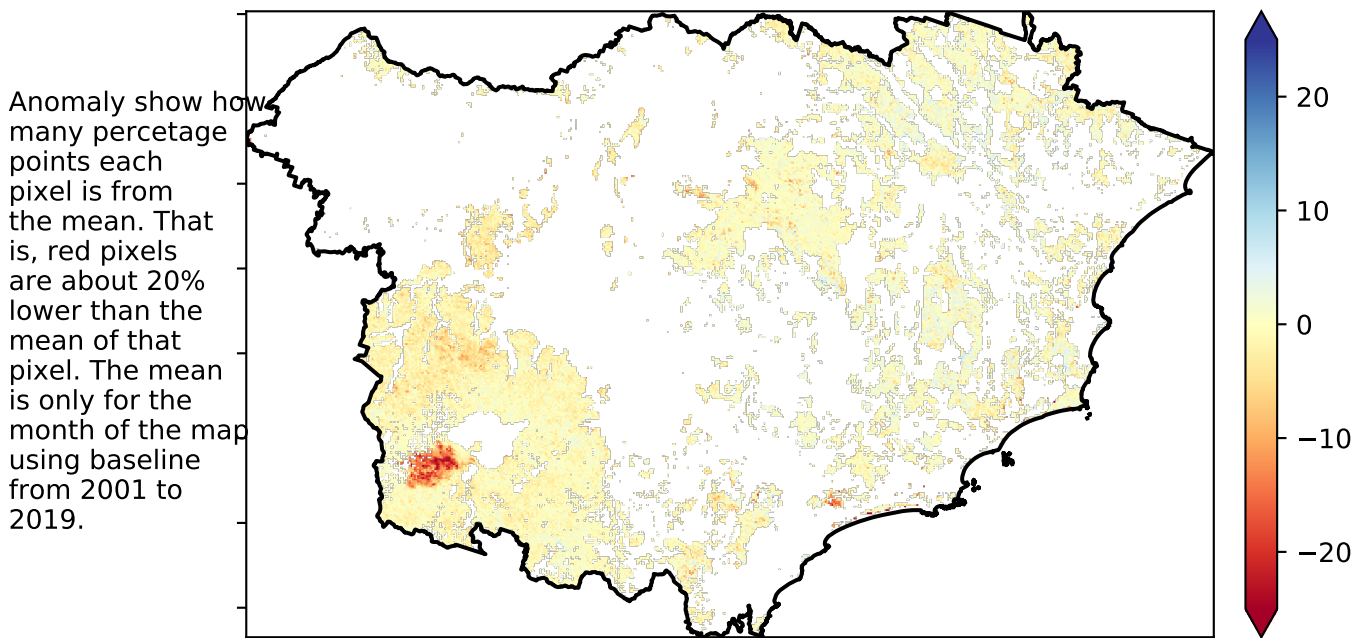 Anomaly show how
many percetage
points each
pixel is from
the mean. That
is, red pixels
are about 20%
lower than the
mean of that
pixel. The mean
is only for the
month of the map
using baseline
from 2001 to
2019.
20
10
0
−10
−20